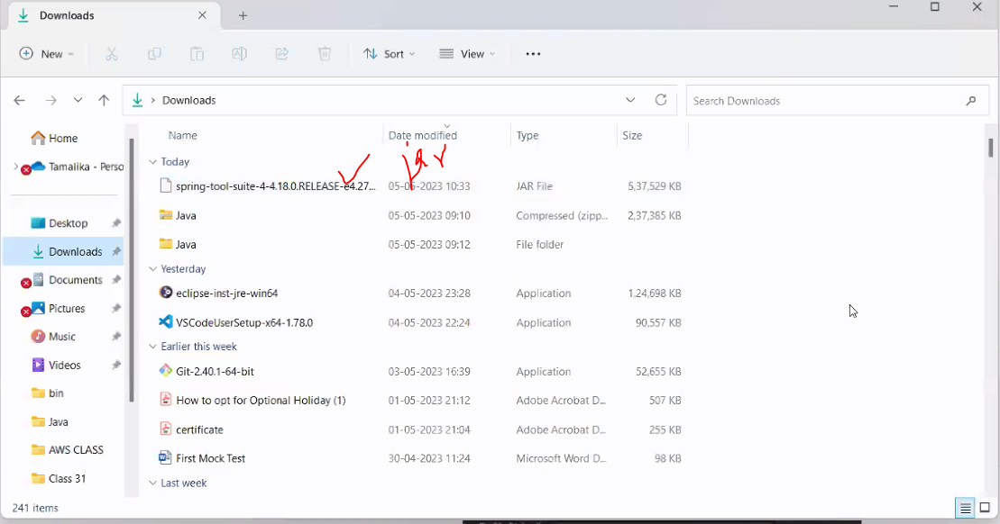 Downloads
New
Sort
View
Downloads
Search Downloads
Home
Tamalika - Perso
Desktop
Downloads
Documents
Pictures
Music
Videos
bin
Java
AWS CLASS
Class 31
Name Date modified Type Size
jar
Today
spring-tool-suite-4-4.18.0.RELEASE-e4.27... 05-05-2023 10:33 JAR File 5,37,529 KB
Java 05-05-2023 09:10 Compressed (zipp... 2,37,385 KB
Java 05-05-2023 09:12 File folder
Yesterday
eclipse-inst-jre-win64 04-05-2023 23:28 Application 1,24,698 KB
VSCodeUserSetup-x64-1.78.0 04-05-2023 22:24 Application 90,557 KB
Earlier this week
Git-2.40.1-64-bit 03-05-2023 16:39 Application 52,655 KB
How to opt for Optional Holiday (1) 01-05-2023 21:12 Adobe Acrobat D... 507 KB
certificate 01-05-2023 21:04 Adobe Acrobat D... 255 KB
First Mock Test 30-04-2023 11:24 Microsoft Word D... 98 KB
Last week
241 items